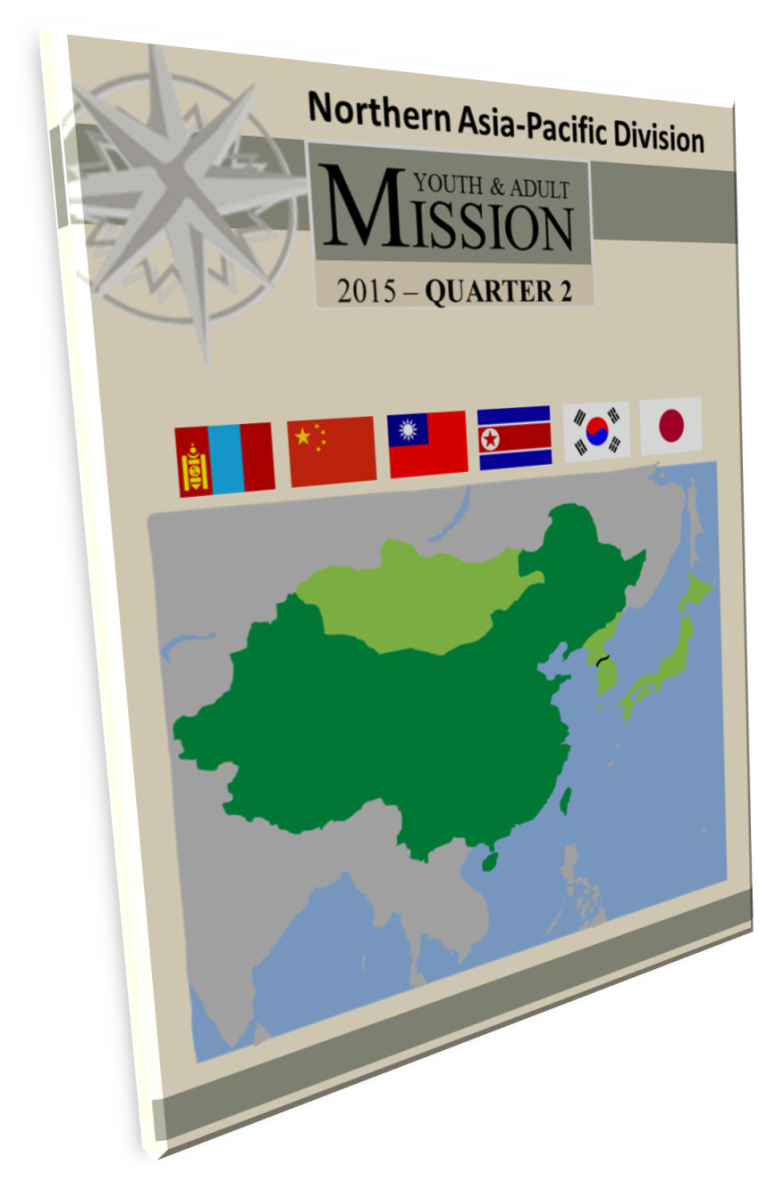 Northern Asia-Pacific Division
YOUTH & ADULT
MISSION
2015 – QUARTER 2